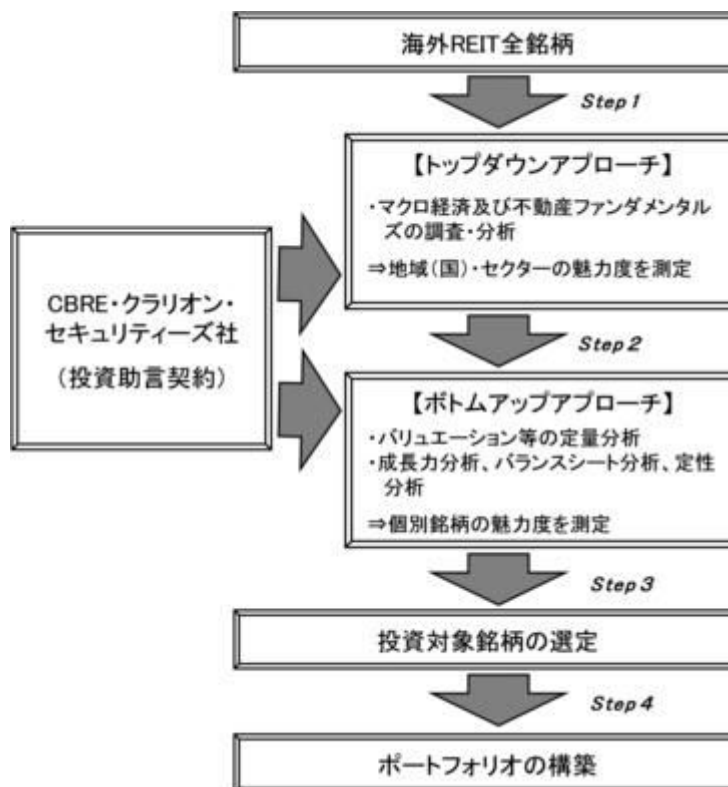 海外REIT全銘柄
Step1
【トップダウンアプローチ】
・マクロ経済及び不動産ファンダメンタル
ズの調査・分析
⇒地域(国)・セクターの魅力度を測定
CBRE・クラリオン・
セキュリティーズ社
(投資助言契約)
Step2
【ボトムアップアプローチ】
・バリュエーション等の定量分析
・成長力分析、バランスシート分析、定性
分析
⇒個別銘柄の魅力度を測定
Step3
投資対象銘柄の選定
Step4
ポートフォリオの構築